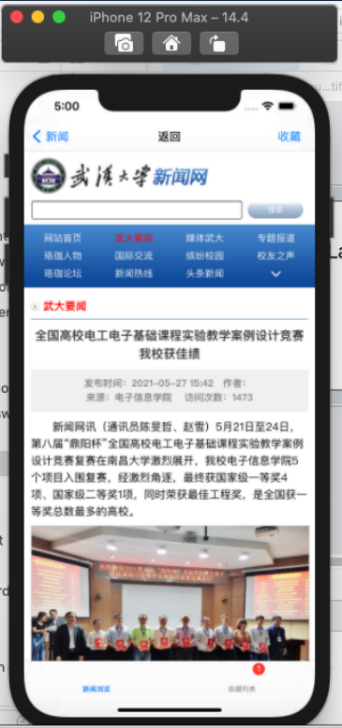 iPhone 12 Pro Max – 14.4
5:00
新闻
返回
收藏
武汉大学新闻网
搜索
网站首页 武大要闻 媒体武大 专题报道
珞珈人物 国际交流 缤纷校园 校友之声
珞珈论坛 新闻热线 头条新闻
武大要闻
全国高校电工电子基础课程实验教学案例设计竞赛
我校获佳绩
发布时间：2021-05-27 15:42 作者：
来源：电子信息学院 访问次数：1473
新闻网讯（通讯员陈旻哲、赵雪）5月21日至24日，
第八届“鼎阳杯”全国高校电工电子基础课程实验教学案例
设计竞赛复赛在南昌大学激烈展开，我校电子信息学院5
个项目入围复赛，经激烈角逐，最终获国家级一等奖4
项、国家级二等奖1项，同时荣获最佳工程奖，是全国获一
等奖总数最多的高校。
1
新闻浏览
收藏列表